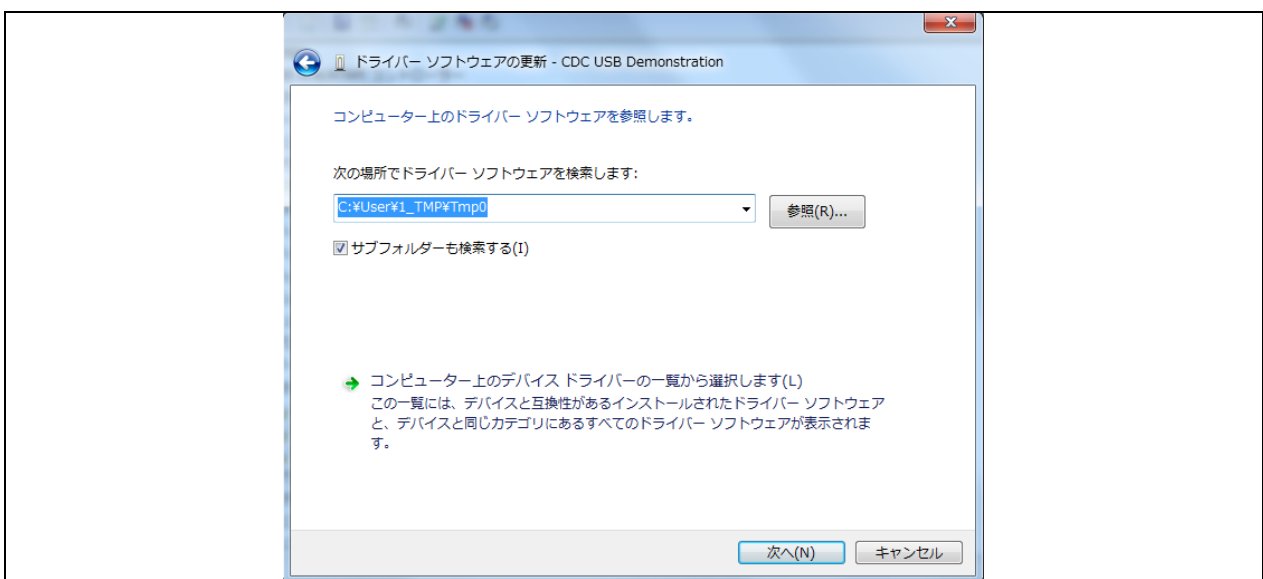 ドライバー ソフトウェアの更新 - CDC USB Demonstration
コンピューター上のドライバー ソフトウェアを参照します。
次の場所でドライバー ソフトウェアを検索します:
C:¥User¥1_TMP¥Tmp0
参照(R)...
サブフォルダーも検索する(I)
コンピューター上のデバイス ドライバーの一覧から選択します(L)
この一覧には、デバイスと互換性があるインストールされたドライバー ソフトウェア
と、デバイスと同じカテゴリにあるすべてのドライバー ソフトウェアが表示されま
す。
次へ(N) キャンセル